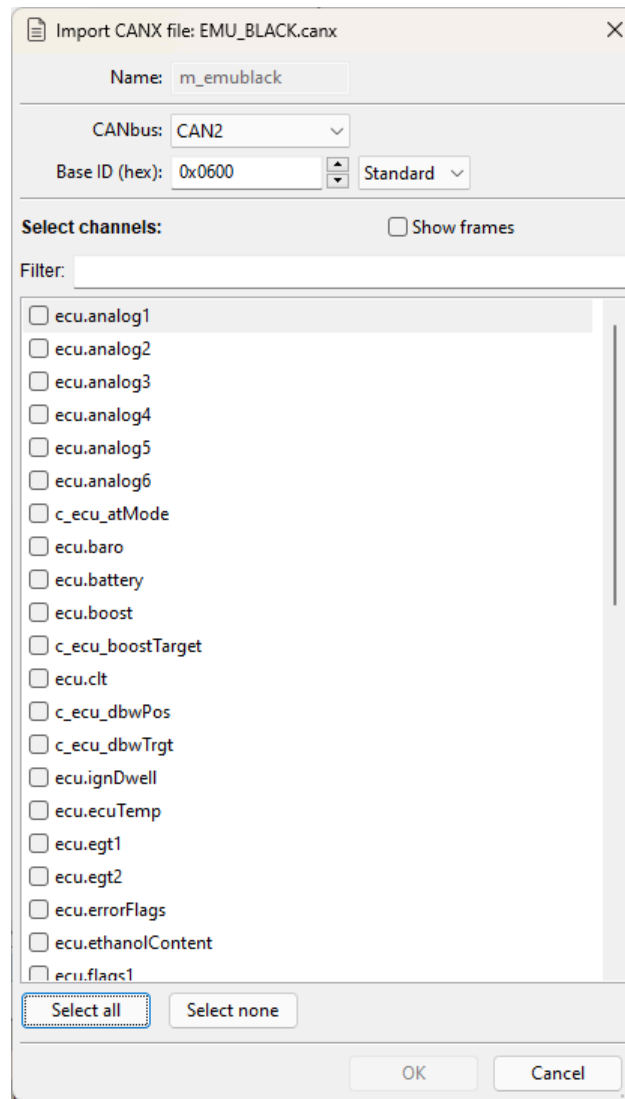 Import CANX file: EMU_BLACK.canx
Name: m_emublack
CANbus: CAN2
Base ID (hex): 0x0600 Standard
Select channels: Show frames
Filter:
ecu.analog1
ecu.analog2
ecu.analog3
ecu.analog4
ecu.analog5
ecu.analog6
c_ecu_atMode
ecu.baro
ecu.battery
ecu.boost
c_ecu_boostTarget
ecu.clt
c_ecu_dbwPos
c_ecu_dbwTrgt
ecu.ignDwell
ecu.ecuTemp
ecu.egt1
ecu.egt2
ecu.errorFlags
ecu.ethanolContent
ecu.flags1
Select all Select none
OK Cancel